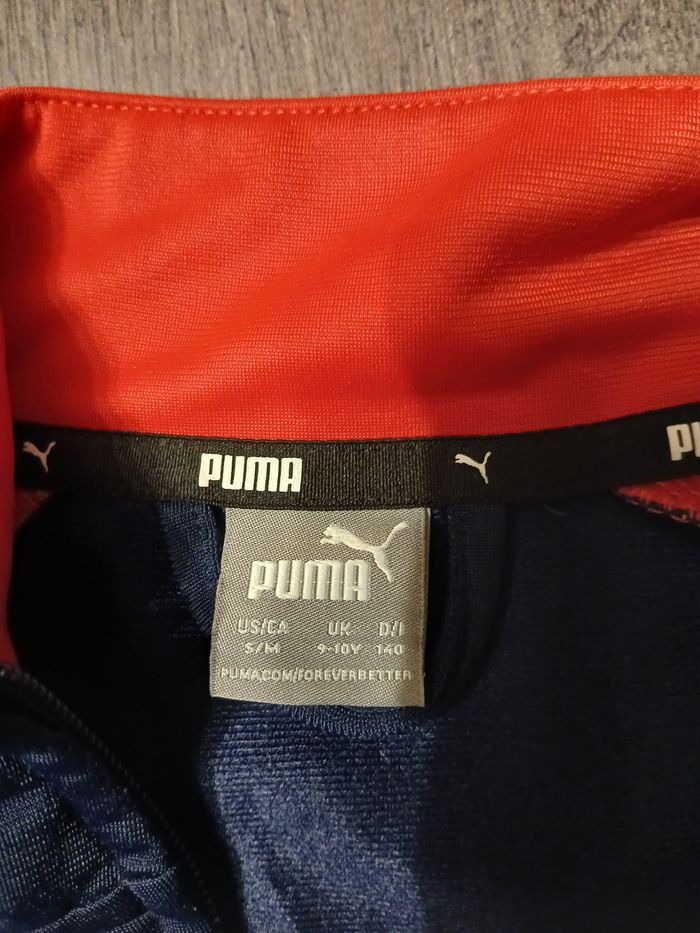 PUMA
PU
PUMA
US/CA UK D/I
S/M 9-10Y 140
PUMA.COM/FOREVERBETTER